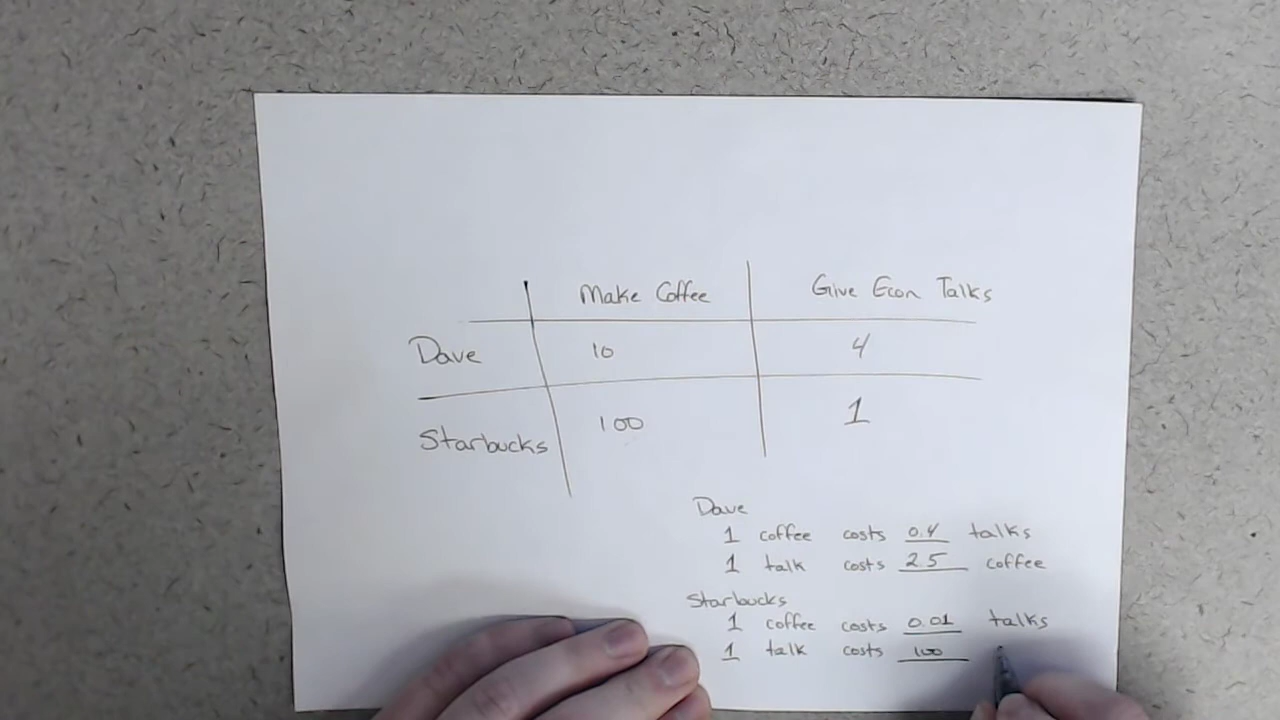 Make Coffee Give Econ Talks
Dave 10 4
Starbucks 100 1
Dave
1 coffee costs 0.4 talks
1 talk costs 2.5 coffee
Starbucks
1 coffee costs 0.01 talks
1 talk costs 100